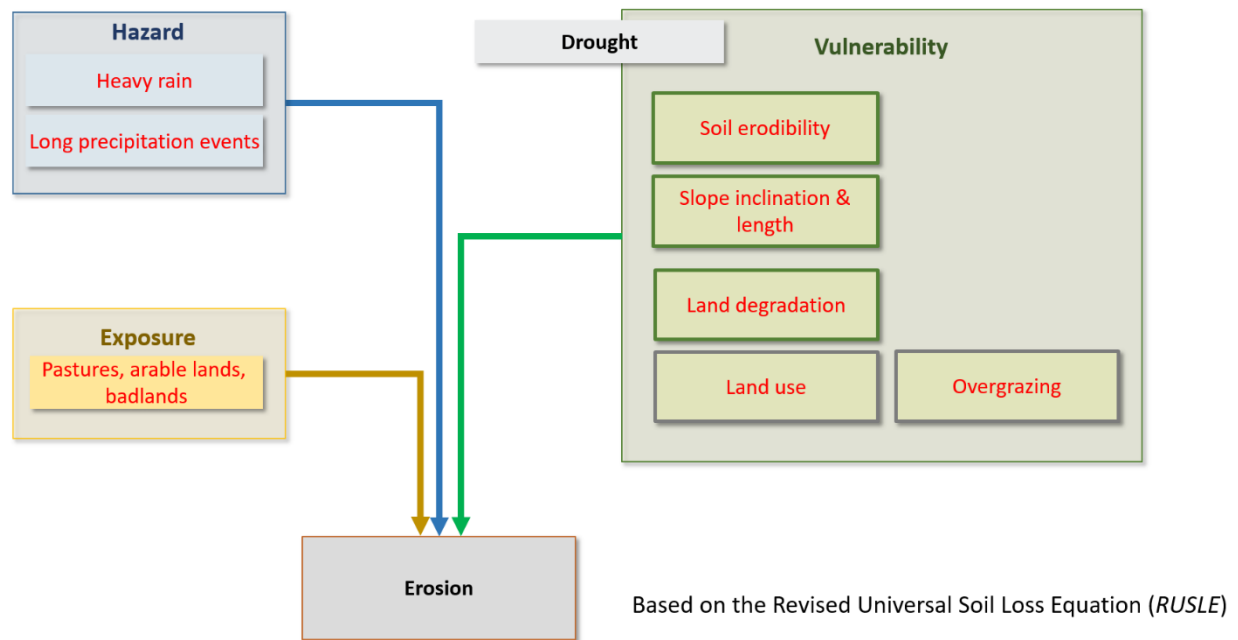 Hazard
Heavy rain
Long precipitation events
Drought
Vulnerability
Soil erodibility
Slope inclination &
length
Land degradation
Land use
Overgrazing
Exposure
Pastures, arable lands,
badlands
Erosion
Based on the Revised Universal Soil Loss Equation (RUSLE)